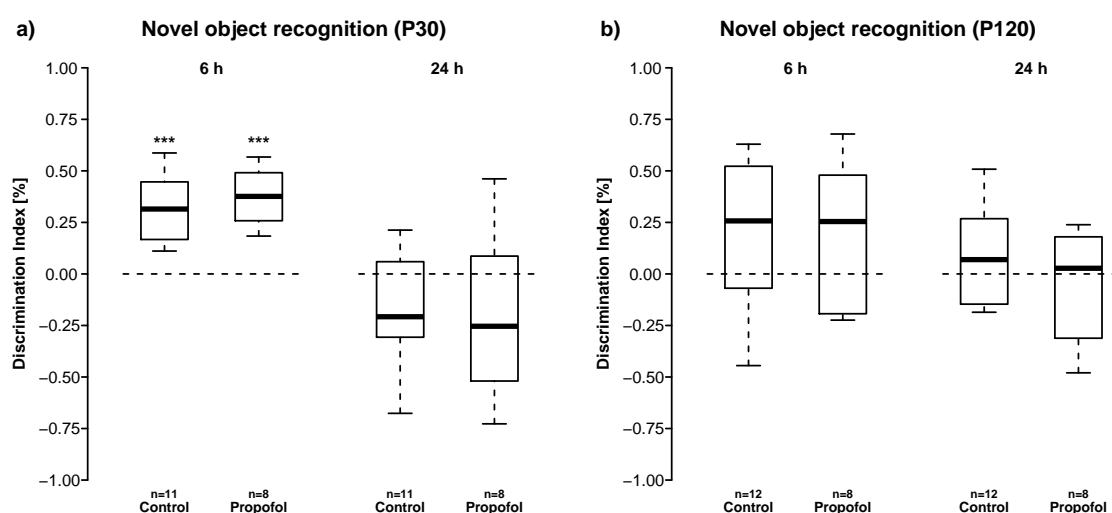 a) Novel object recognition (P30)
6 h 24 h
Discrimination Index [%]
1.00
0.75
0.50
0.25
0.00
−0.25
−0.50
−0.75
−1.00
*** ***
n=11 n=8 n=11 n=8
Control Propofol Control Propofol
b) Novel object recognition (P120)
6 h 24 h
Discrimination Index [%]
1.00
0.75
0.50
0.25
0.00
−0.25
−0.50
−0.75
−1.00
n=12 n=8 n=12 n=8
Control Propofol Control Propofol